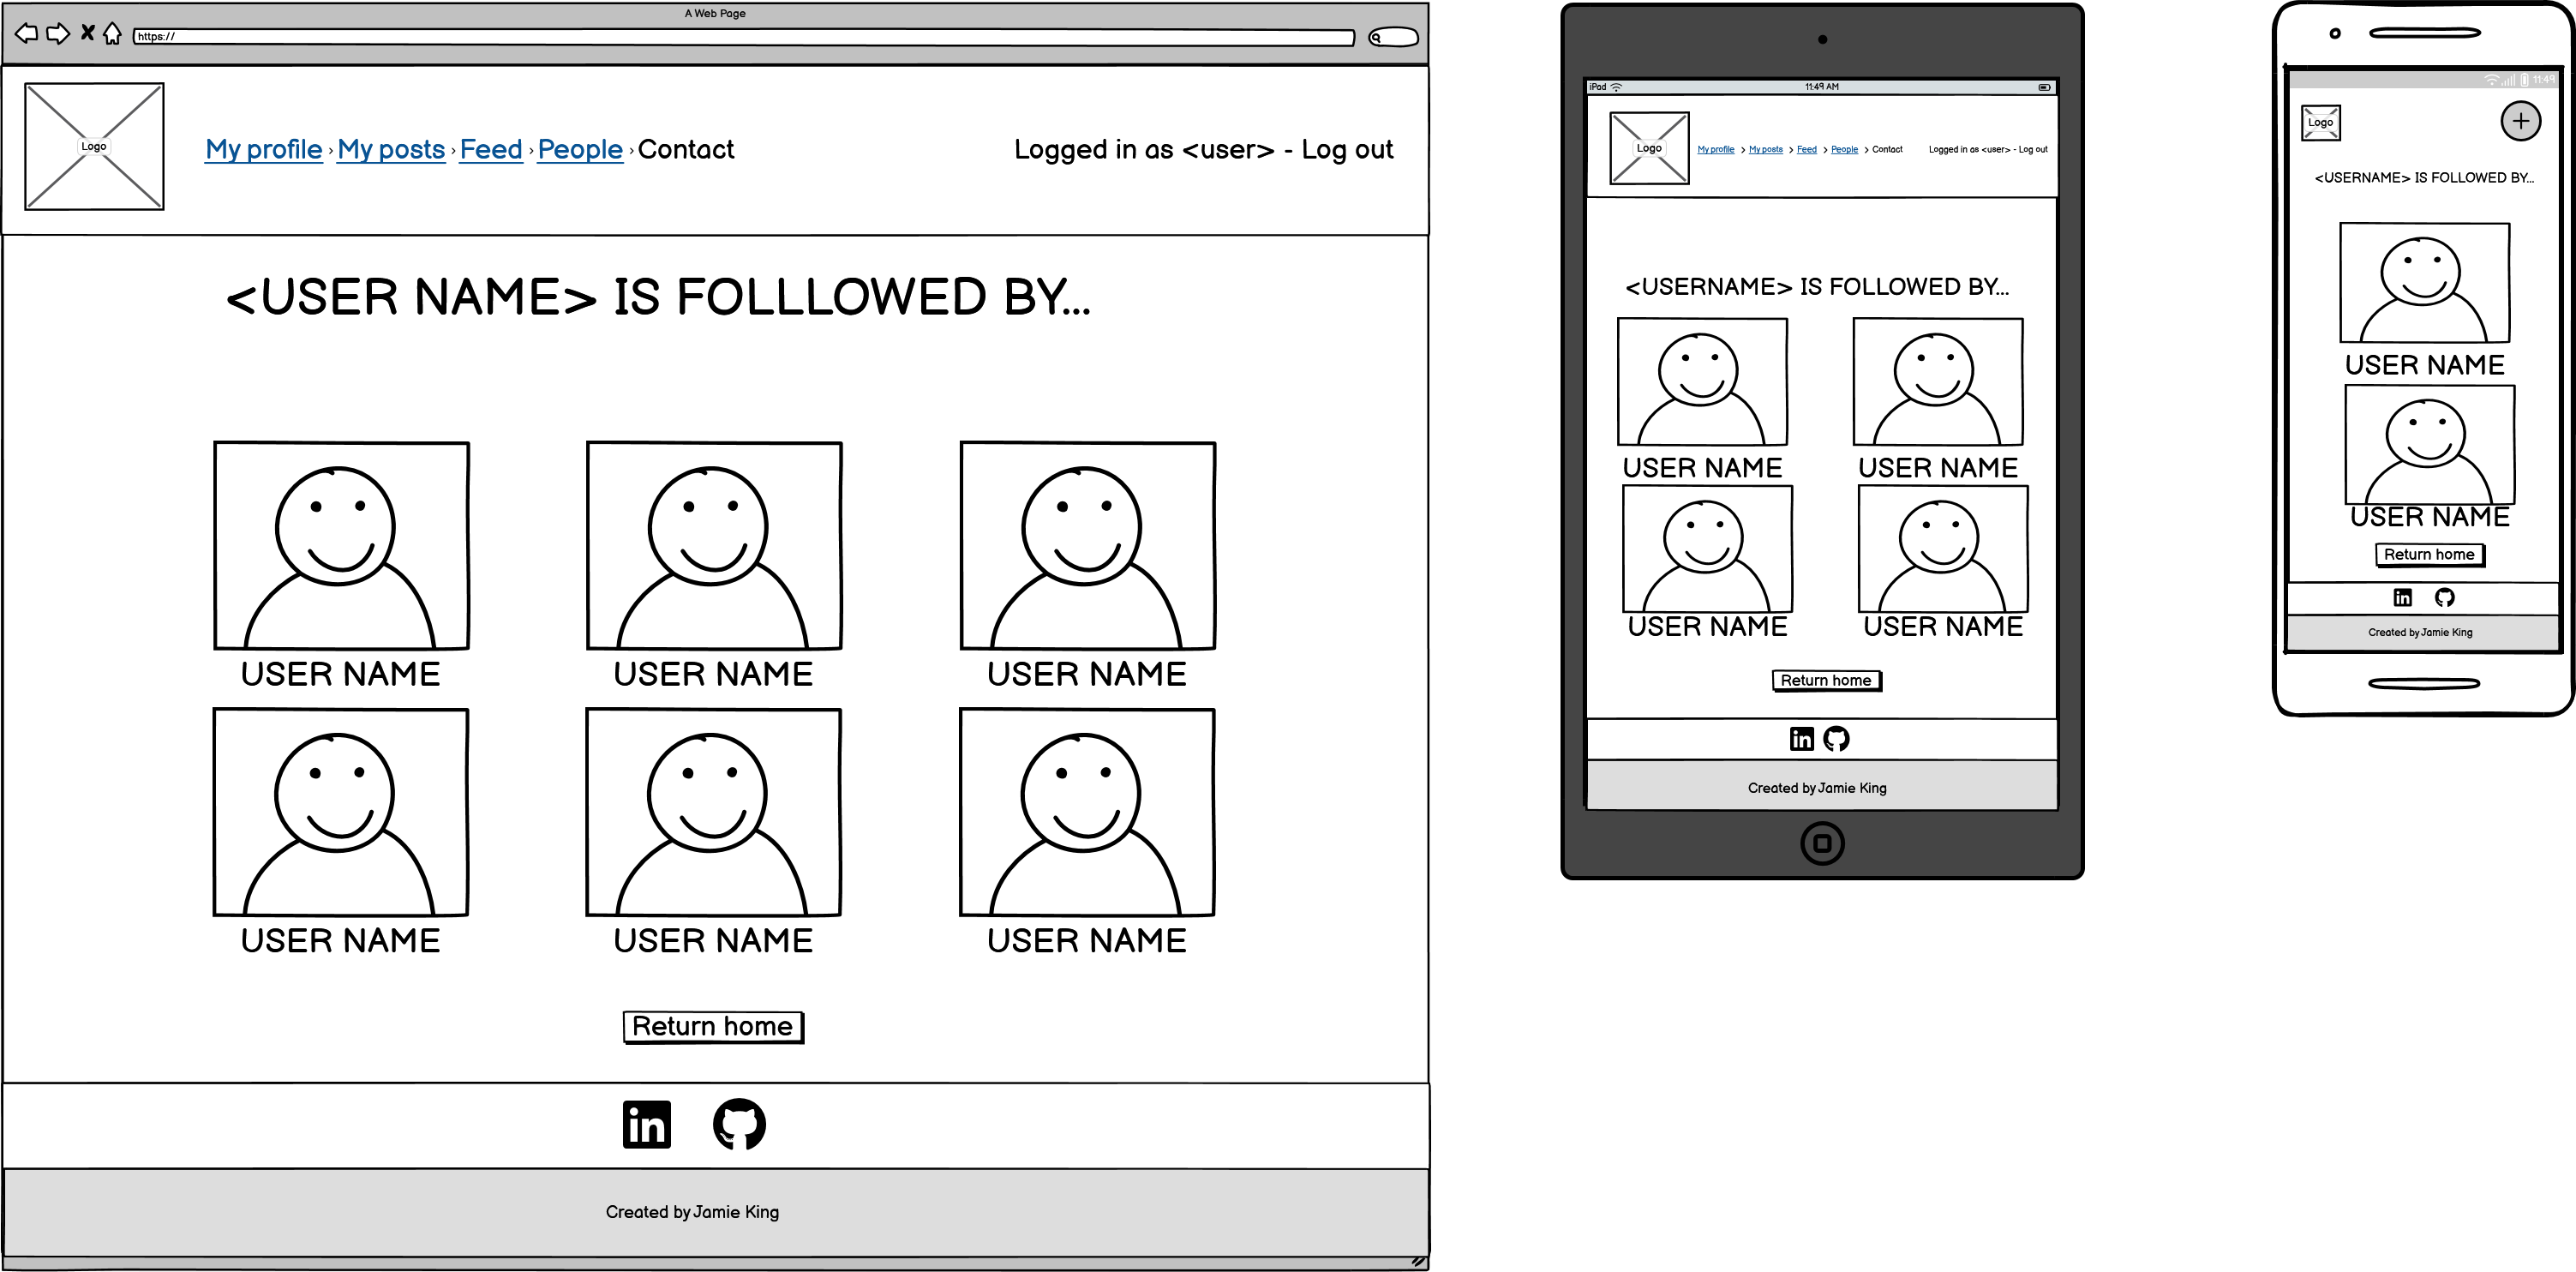 A Web Page
https://
Logo
My profile › My posts › Feed › People › Contact
Logged in as <user> - Log out
<USER NAME> IS FOLLLOWED BY...
USER NAME USER NAME USER NAME
USER NAME USER NAME USER NAME
Return home
in
Created by Jamie King
iPad
11:49 AM
Logo
My profile > My posts > Feed > People > Contact
Logged in as <user> - Log out
<USERNAME> IS FOLLOWED BY...
USER NAME USER NAME
USER NAME USER NAME
Return home
in
Created by Jamie King
11:49
Logo
<USERNAME> IS FOLLOWED BY...
USER NAME
USER NAME
Return home
in
Created by Jamie King